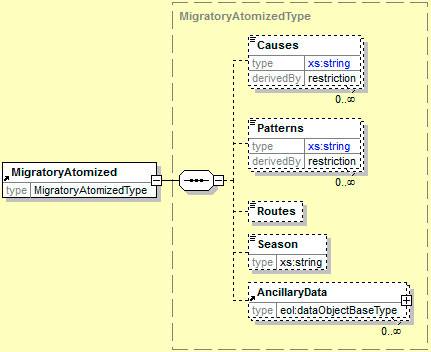 MigratoryAtomizedType
Causes
type xs:string
derivedBy restriction
0..∞
Patterns
type xs:string
derivedBy restriction
0..∞
MigratoryAtomized
type MigratoryAtomizedType
Routes
Season
type xs:string
AncillaryData
type eol:dataObjectBaseType
0..∞